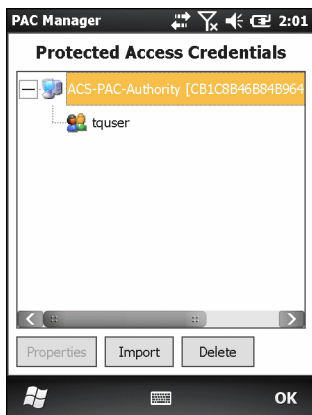 PAC Manager 2:01
Protected Access Credentials
ACS-PAC-Authority [CB1C8B46B84B964
tquser
Properties Import Delete
OK